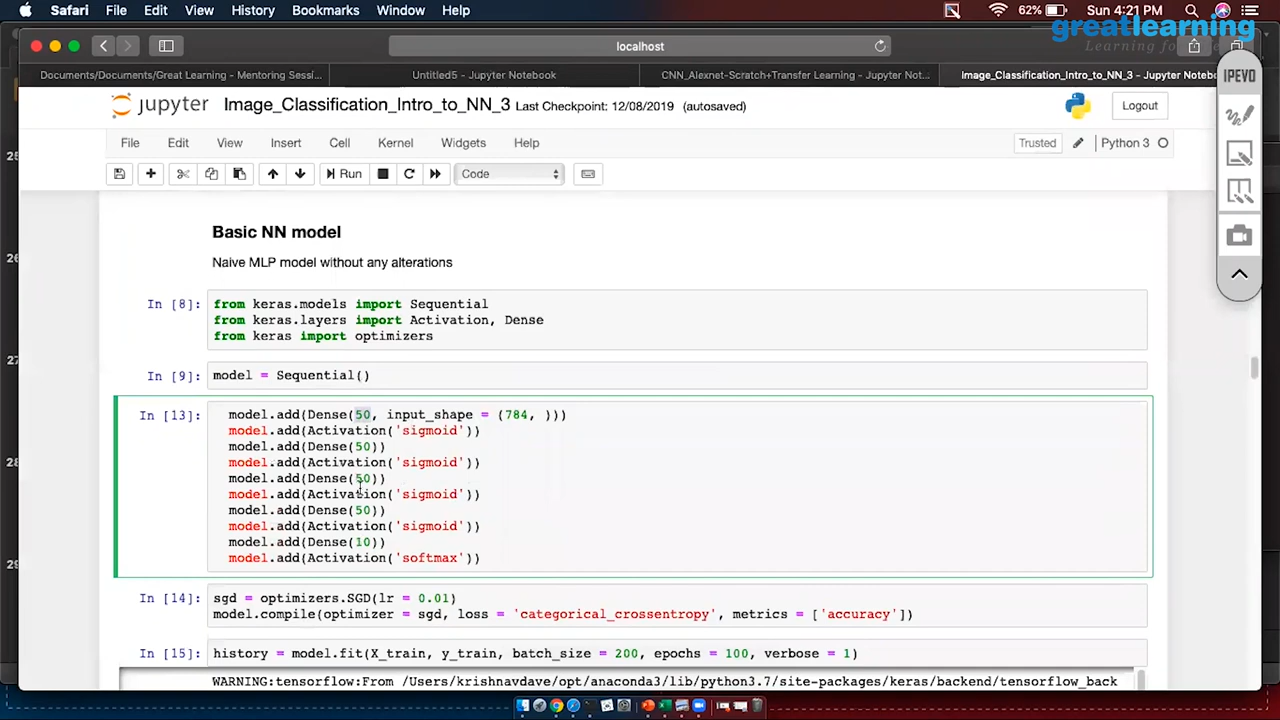 Safari File Edit View History Bookmarks Window Help 62% Sun 4:21 PM
greatlearning
Learning for
localhost
Documents/Documents/Great Learning - Mentoring Sessi... Untitled5 - Jupyter Notebook CNN_Alexnet-Scratch+Transfer Learning - Jupyter Not... Image_Classification_Intro_to_NN_3 - Jupyter Notebo
IPEVO
jupyter Image_Classification_Intro_to_NN_3 Last Checkpoint: 12/08/2019 (autosaved) Logout
File Edit View Insert Cell Kernel Widgets Help Trusted Python 3
Run Code
Basic NN model
Naive MLP model without any alterations
In [8]: from keras.models import Sequential
from keras.layers import Activation, Dense
from keras import optimizers
In [9]: model = Sequential()
In [13]: model.add(Dense(50, input_shape = (784, )))
model.add(Activation('sigmoid'))
model.add(Dense(50))
model.add(Activation('sigmoid'))
model.add(Dense(50))
model.add(Activation('sigmoid'))
model.add(Dense(50))
model.add(Activation('sigmoid'))
model.add(Dense(10))
model.add(Activation('softmax'))
In [14]: sgd = optimizers.SGD(lr = 0.01)
model.compile(optimizer = sgd, loss = 'categorical_crossentropy', metrics = ['accuracy'])
In [15]: history = model.fit(X_train, y_train, batch_size = 200, epochs = 100, verbose = 1)
WARNING:tensorflow:From /Users/krishnavdave/opt/anaconda3/lib/python3.7/site-packages/keras/backend/tensorflow_back
25
26
27
28
29